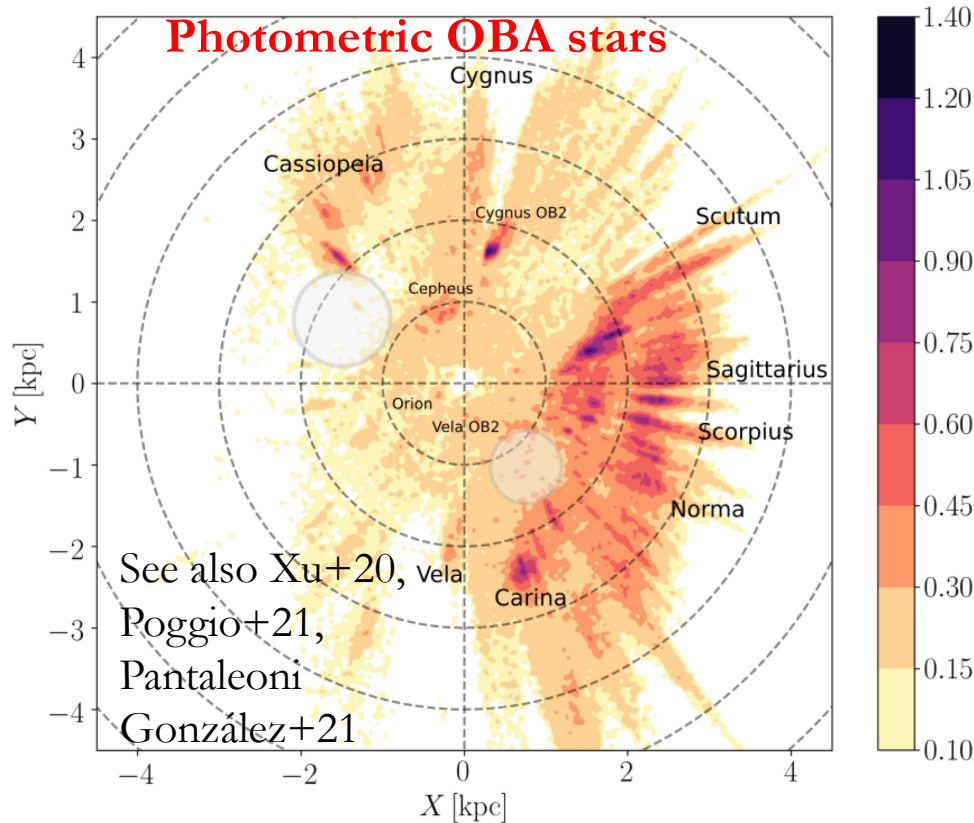 Photometric OBA stars
Cygnus
Cassiopeia
Cygnus OB2
Scutum
Cepheus
Sagittarius
Orion
Vela OB2
Scorpius
Norma
See also Xu+20,
Vela
Carina
Poggio+21,
Pantaleoni
González+21
4
3
2
1
0
−1
−2
−3
−4
Y [kpc]
−4
−2
0
2
4
X [kpc]
1.40
1.20
1.05
0.90
0.75
0.60
0.45
0.30
0.15
0.10